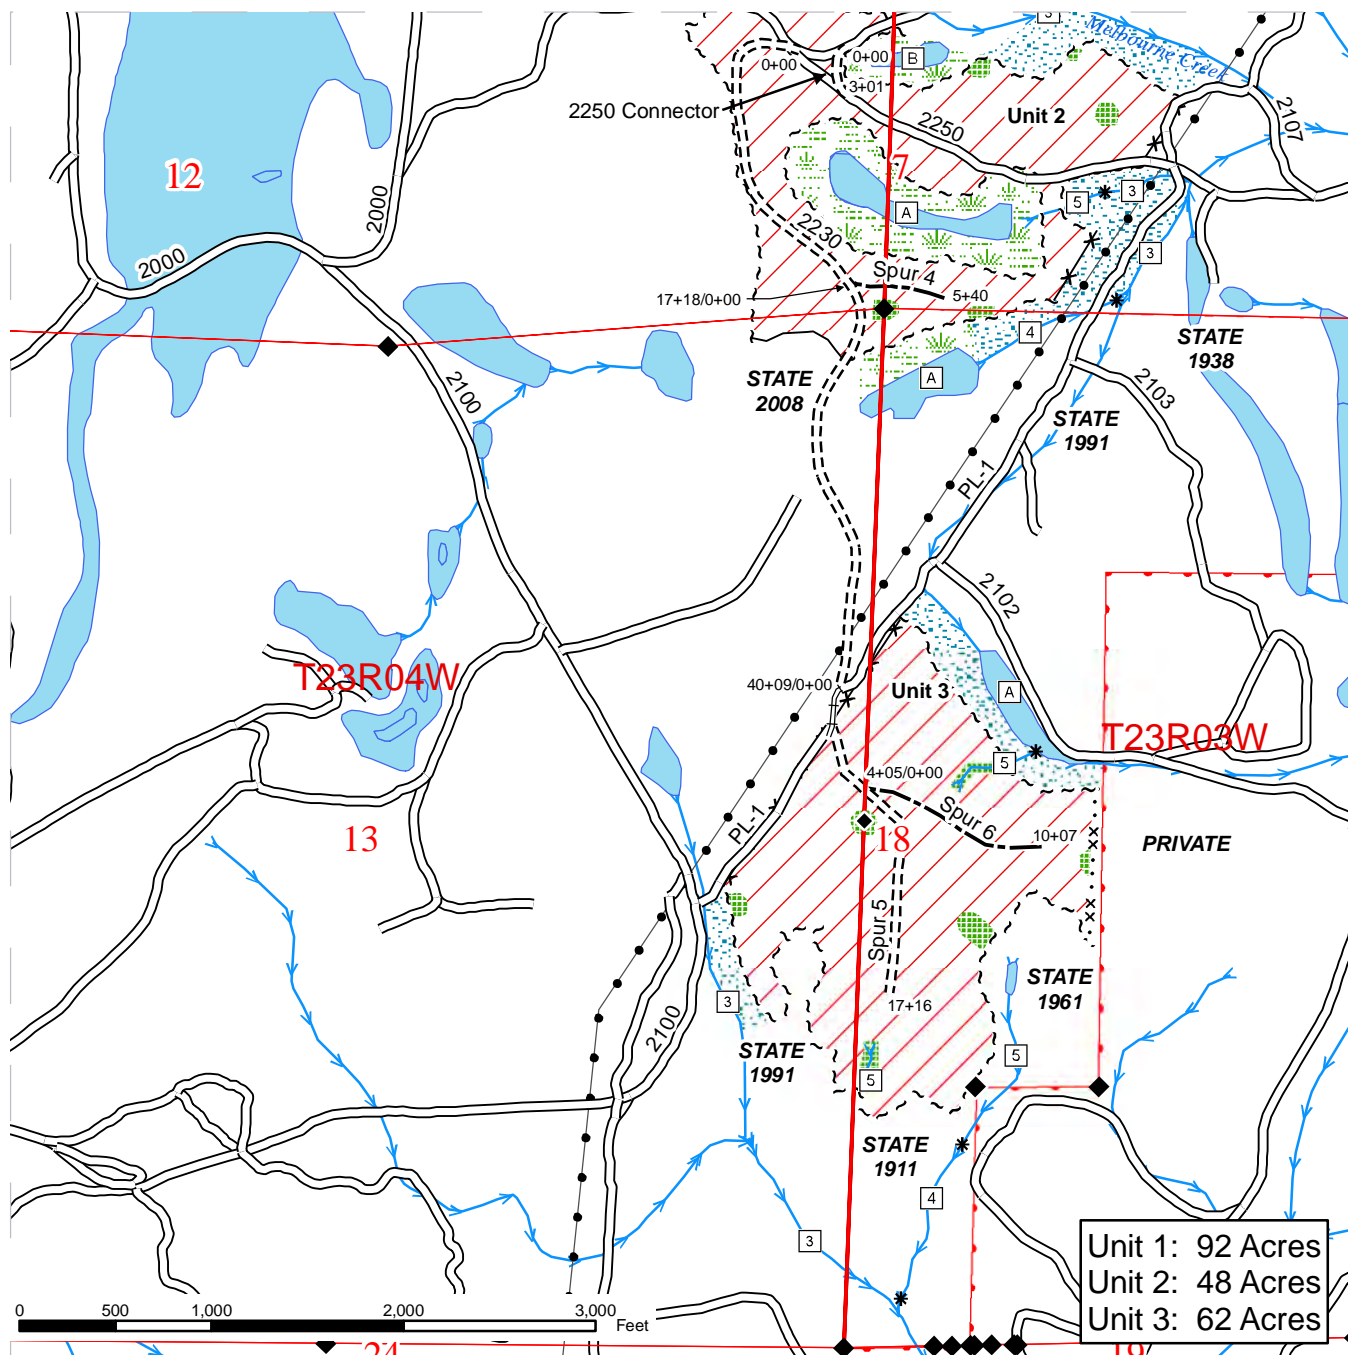 3
Melbourne Creek
0+00
0+00
B
3+01
2250 Connector
2250
Unit 2
2107
12
7
2000
5
3
A
2230
2000
3
Spur 4
17+18/0+00
5+40
4
STATE
1938
STATE
2008
A
2100
2103
STATE
1991
PL-1
2102
T23R04W
40+09/0+00
Unit 3
A
T23R03W
4+05/0+00
5
Spur 6
PL-1
13
18
10+07
PRIVATE
Spur 5
STATE
1961
3
17+16
2100
STATE
1991
5
5
STATE
1911
4
3
Unit 1: 92 Acres
Unit 2: 48 Acres
Unit 3: 62 Acres
0 500 1,000 2,000 3,000
Feet
24
19